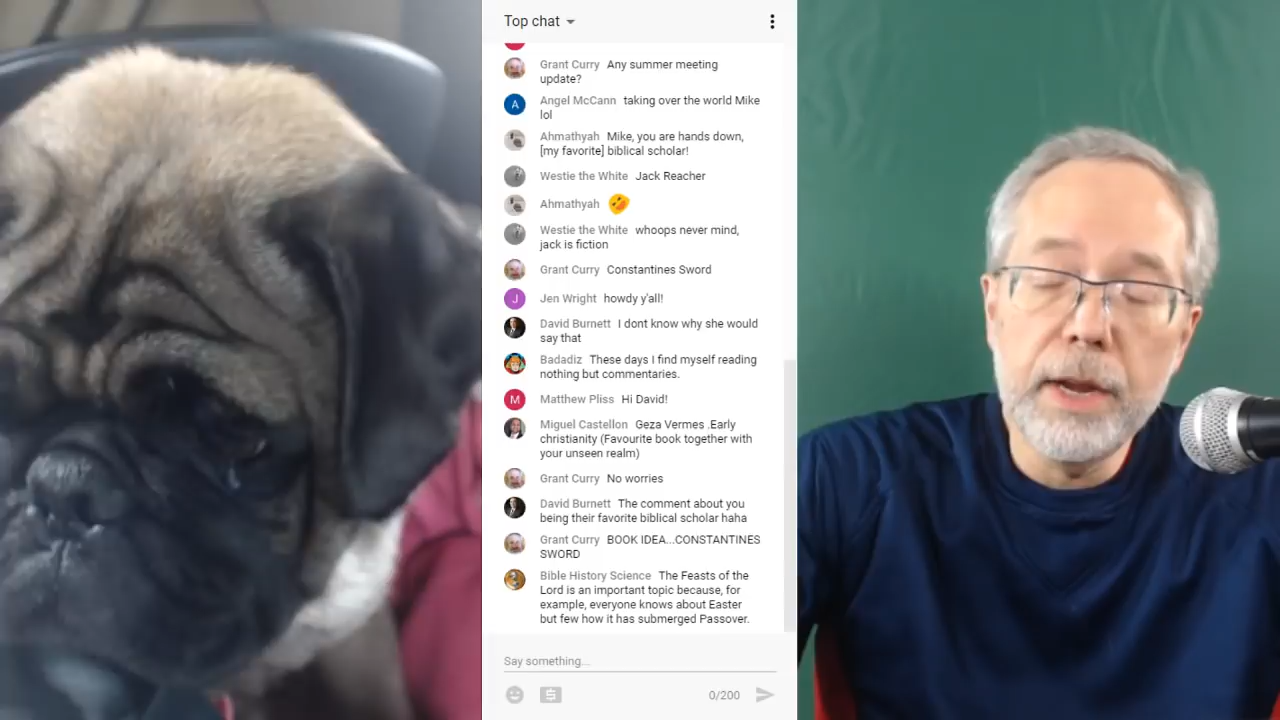 Top chat
Grant Curry Any summer meeting
update?
A Angel McCann taking over the world Mike
lol
Ahmathyah Mike, you are hands down,
[my favorite] biblical scholar!
Westie the White Jack Reacher
Ahmathyah
Westie the White whoops never mind,
jack is fiction
Grant Curry Constantines Sword
J Jen Wright howdy y'all!
David Burnett I dont know why she would
say that
Badadiz These days I find myself reading
nothing but commentaries.
M Matthew Pliss Hi David!
Miguel Castellon Geza Vermes .Early
christianity (Favourite book together with
your unseen realm)
Grant Curry No worries
David Burnett The comment about you
being their favorite biblical scholar haha
Grant Curry BOOK IDEA...CONSTANTINES
SWORD
Bible History Science The Feasts of the
Lord is an important topic because, for
example, everyone knows about Easter
but few how it has submerged Passover.
Say something...
$ 0/200